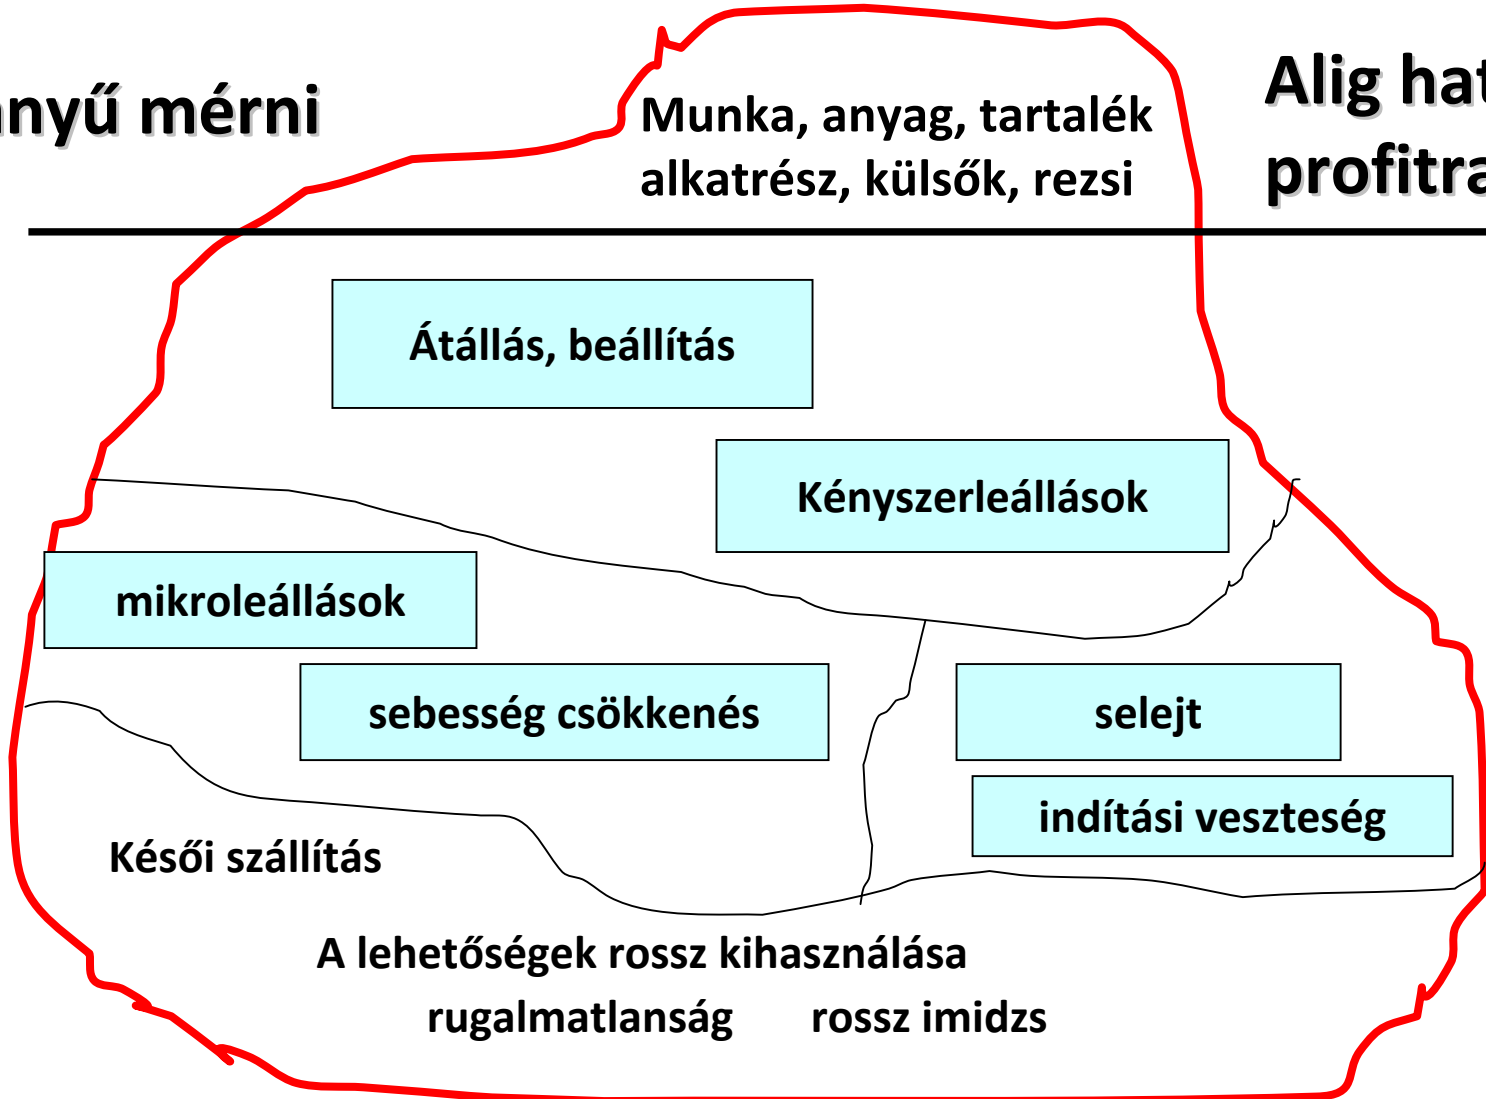 nyű mérni
Alig hat
profitra
Munka, anyag, tartalék
alkatrész, külsők, rezsi
Átállás, beállítás
Kényszerleállások
mikroleállások
sebesség csökkenés
selejt
indítási veszteség
Késői szállítás
A lehetőségek rossz kihasználása
rugalmatlanság rossz imidzs